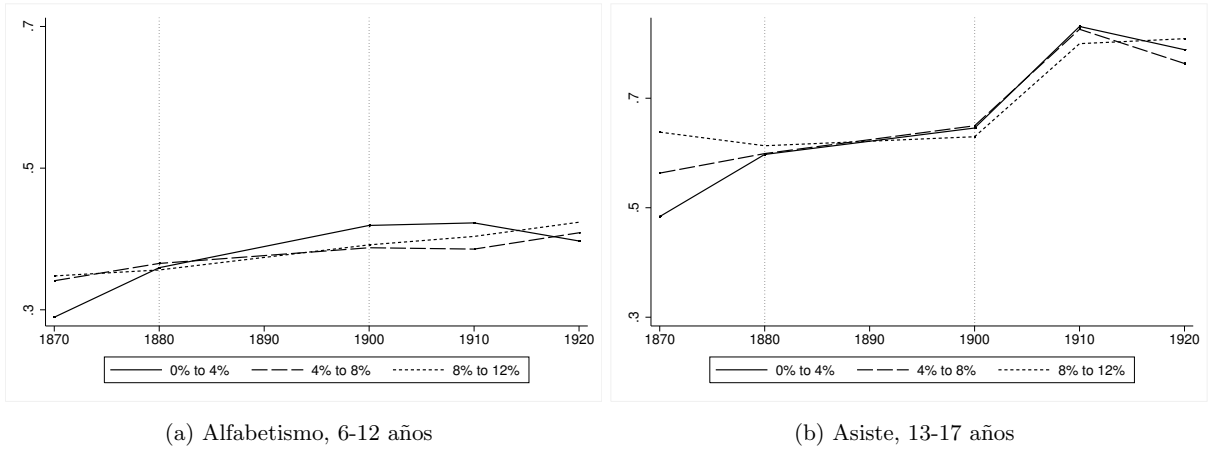 .7
.5
.3
1870 1880 1890 1900 1910 1920
0% to 4% 4% to 8% 8% to 12%
(a) Alfabetismo, 6-12 años
.7
.5
.3
1870 1880 1890 1900 1910 1920
0% to 4% 4% to 8% 8% to 12%
(b) Asiste, 13-17 años